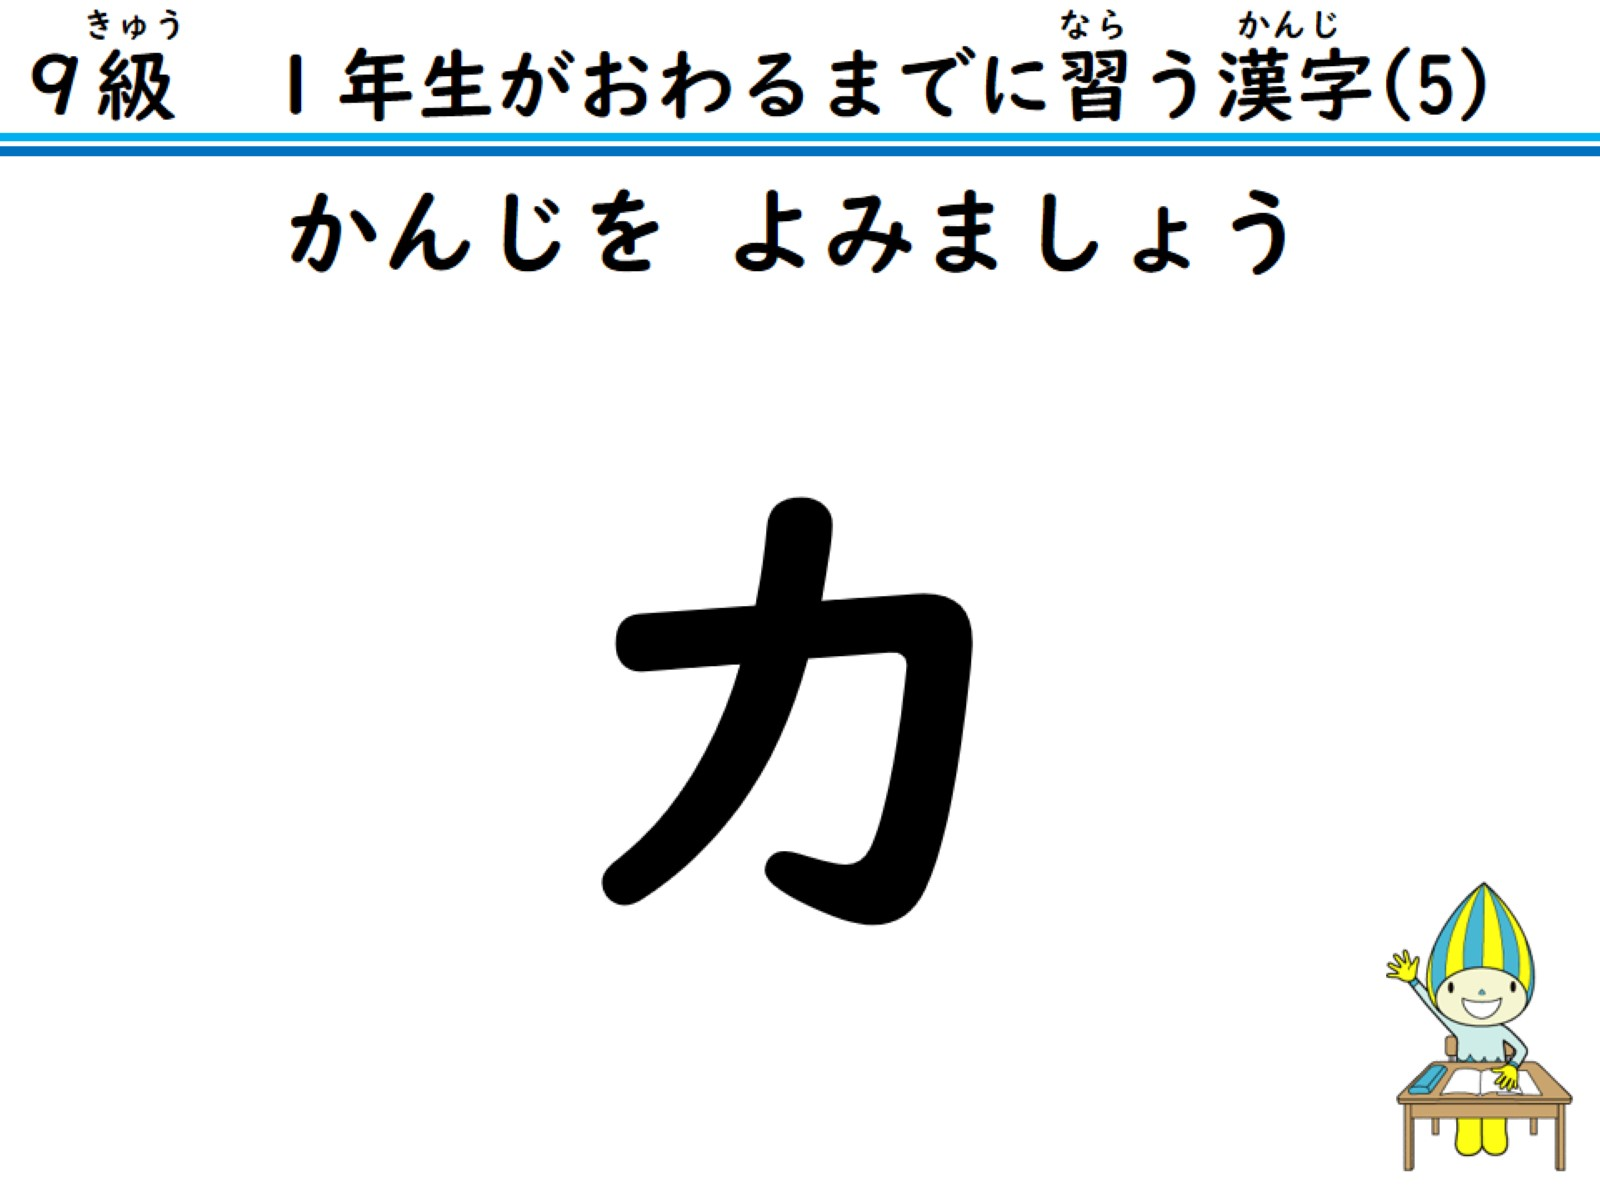 きゅう なら かんじ
9級 1年生がおわるまでに習う漢字(5)
かんじを よみましょう
力